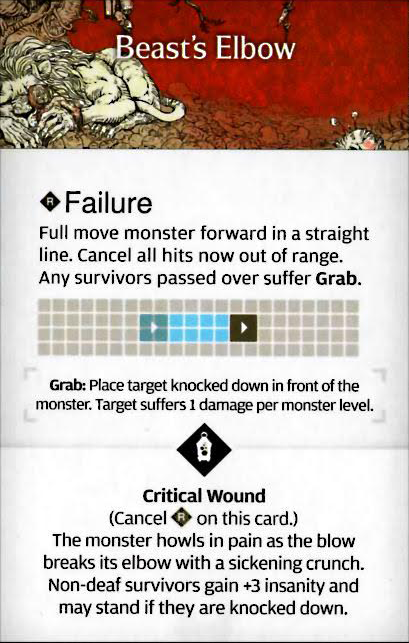 Beast's Elbow
R Failure
Full move monster forward in a straight
line. Cancel all hits now out of range.
Any survivors passed over suffer Grab.
Grab: Place target knocked down in front of the
monster. Target suffers 1 damage per monster level.
Critical Wound
(Cancel R on this card.)
The monster howls in pain as the blow
breaks its elbow with a sickening crunch.
Non-deaf survivors gain +3 insanity and
may stand if they are knocked down.